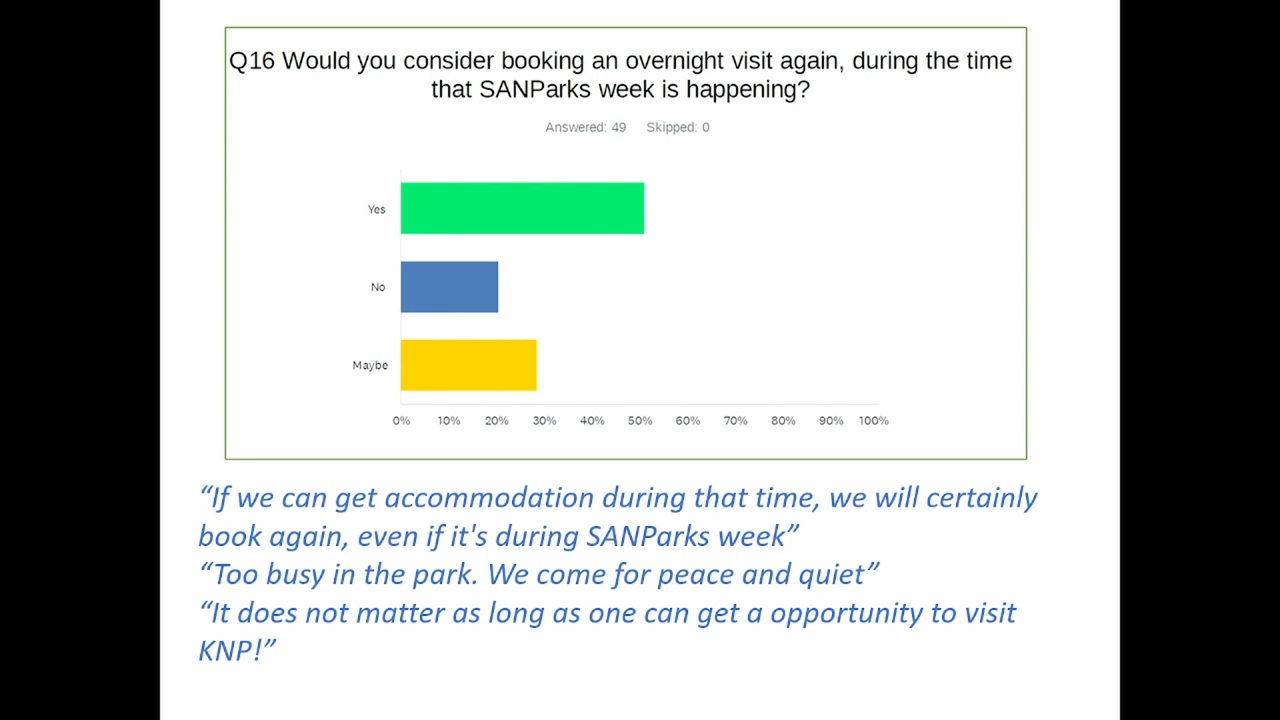 Q16 Would you consider booking an overnight visit again, during the time
that SANParks week is happening?
Answered: 49 Skipped: 0
Yes
No
Maybe
0% 10% 20% 30% 40% 50% 60% 70% 80% 90% 100%
“If we can get accommodation during that time, we will certainly
book again, even if it's during SANParks week”
“Too busy in the park. We come for peace and quiet”
“It does not matter as long as one can get a opportunity to visit
KNP!”